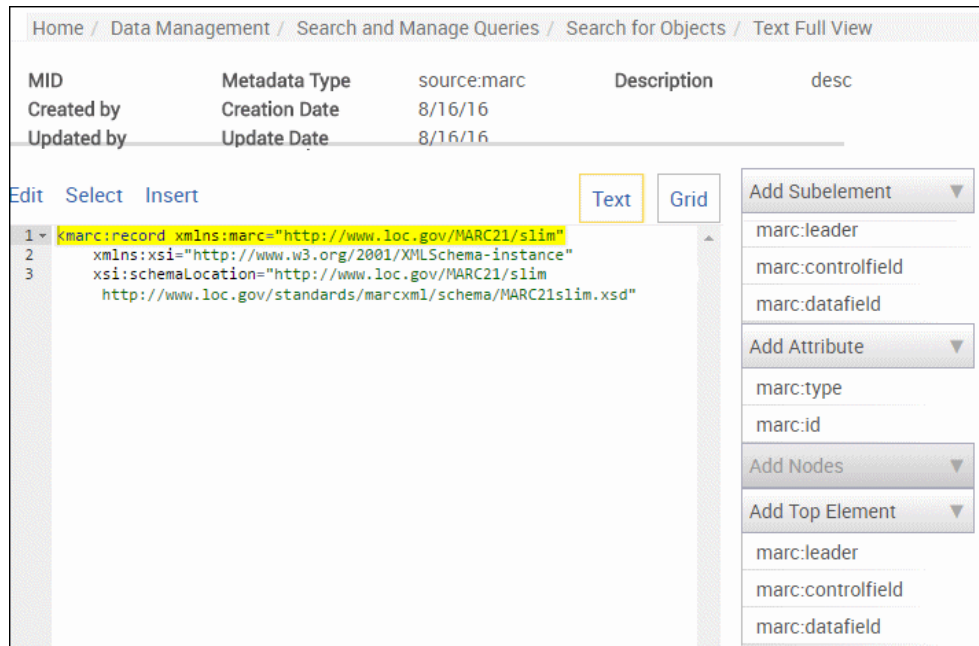 Home / Data Management / Search and Manage Queries / Search for Objects / Text Full View
MID Metadata Type source:marc Description desc
Created by Creation Date 8/16/16
Updated by Update Date 8/16/16
Edit Select Insert Text Grid
1 <marc:record xmlns:marc="http://www.loc.gov/MARC21/slim"
2 xmlns:xsi="http://www.w3.org/2001/XMLSchema-instance"
3 xsi:schemaLocation="http://www.loc.gov/MARC21/slim
http://www.loc.gov/standards/marcxml/schema/MARC21slim.xsd"
Add Subelement
marc:leader
marc:controlfield
marc:datafield
Add Attribute
marc:type
marc:id
Add Nodes
Add Top Element
marc:leader
marc:controlfield
marc:datafield